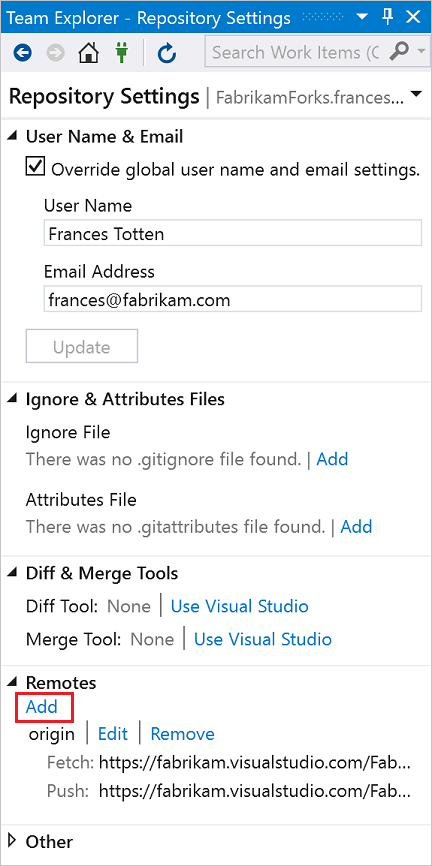 Team Explorer - Repository Settings
Search Work Items (C
Repository Settings | FabrikamForks.frances...
User Name & Email
Override global user name and email settings.
User Name
Frances Totten
Email Address
frances@fabrikam.com
Update
Ignore & Attributes Files
Ignore File
There was no .gitignore file found. | Add
Attributes File
There was no .gitattributes file found. | Add
Diff & Merge Tools
Diff Tool: None | Use Visual Studio
Merge Tool: None | Use Visual Studio
Remotes
Add
origin | Edit | Remove
Fetch: https://fabrikam.visualstudio.com/Fab...
Push: https://fabrikam.visualstudio.com/Fab...
Other